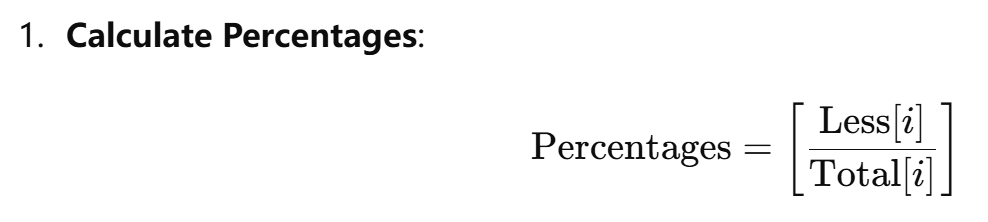 1. Calculate Percentages:
Percentages = [Less[i] / Total[i]]